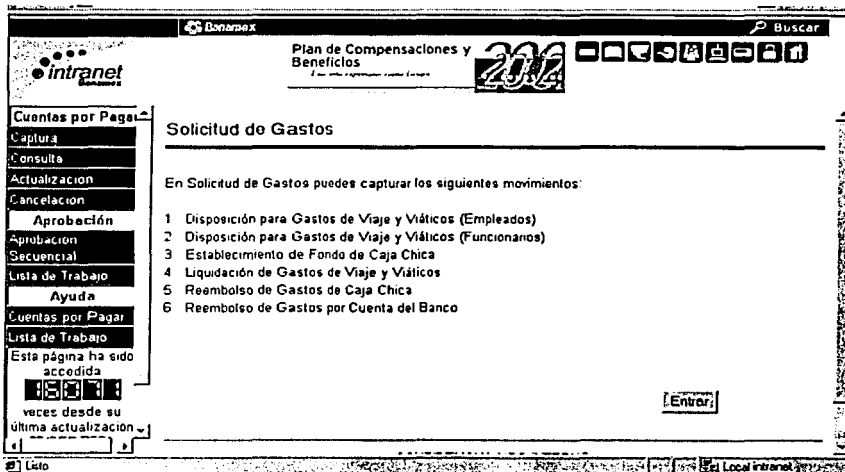 Banamex
Buscar
intranet
Banamex
Plan de Compensaciones y
Beneficios
2002
Cuentas por Pagar
Captura
Consulta
Actualización
Cancelación
Aprobación
Aprobación
Secuencial
Lista de Trabajo
Ayuda
Cuentas por Pagar
Lista de Trabajo
Esta página ha sido
accedida
veces desde su
última actualización
Solicitud de Gastos
En Solicitud de Gastos puedes capturar los siguientes movimientos:
1 Disposición para Gastos de Viaje y Viáticos (Empleados)
2 Disposición para Gastos de Viaje y Viáticos (Funcionarios)
3 Establecimiento de Fondo de Caja Chica
4 Liquidación de Gastos de Viaje y Viáticos
5 Reembolso de Gastos de Caja Chica
6 Reembolso de Gastos por Cuenta del Banco
Entrar
Listo
Local intranet